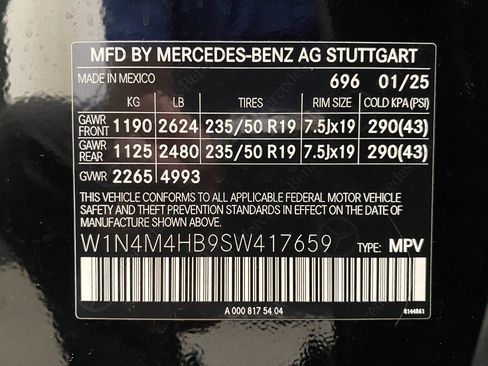 MFD BY MERCEDES-BENZ AG STUTTGART
MADE IN MEXICO 696 01/25
KG LB TIRES RIM SIZE COLD KPA (PSI)
GAWR FRONT 1190 2624 235/50 R19 7.5Jx19 290(43)
GAWR REAR 1125 2480 235/50 R19 7.5Jx19 290(43)
GVWR 2265 4993
THIS VEHICLE CONFORMS TO ALL APPLICABLE FEDERAL MOTOR VEHICLE
SAFETY AND THEFT PREVENTION STANDARDS IN EFFECT ON THE DATE OF
MANUFACTURE SHOWN ABOVE.
W1N4M4HB9SW417659 TYPE: MPV
A 000 817 54 04